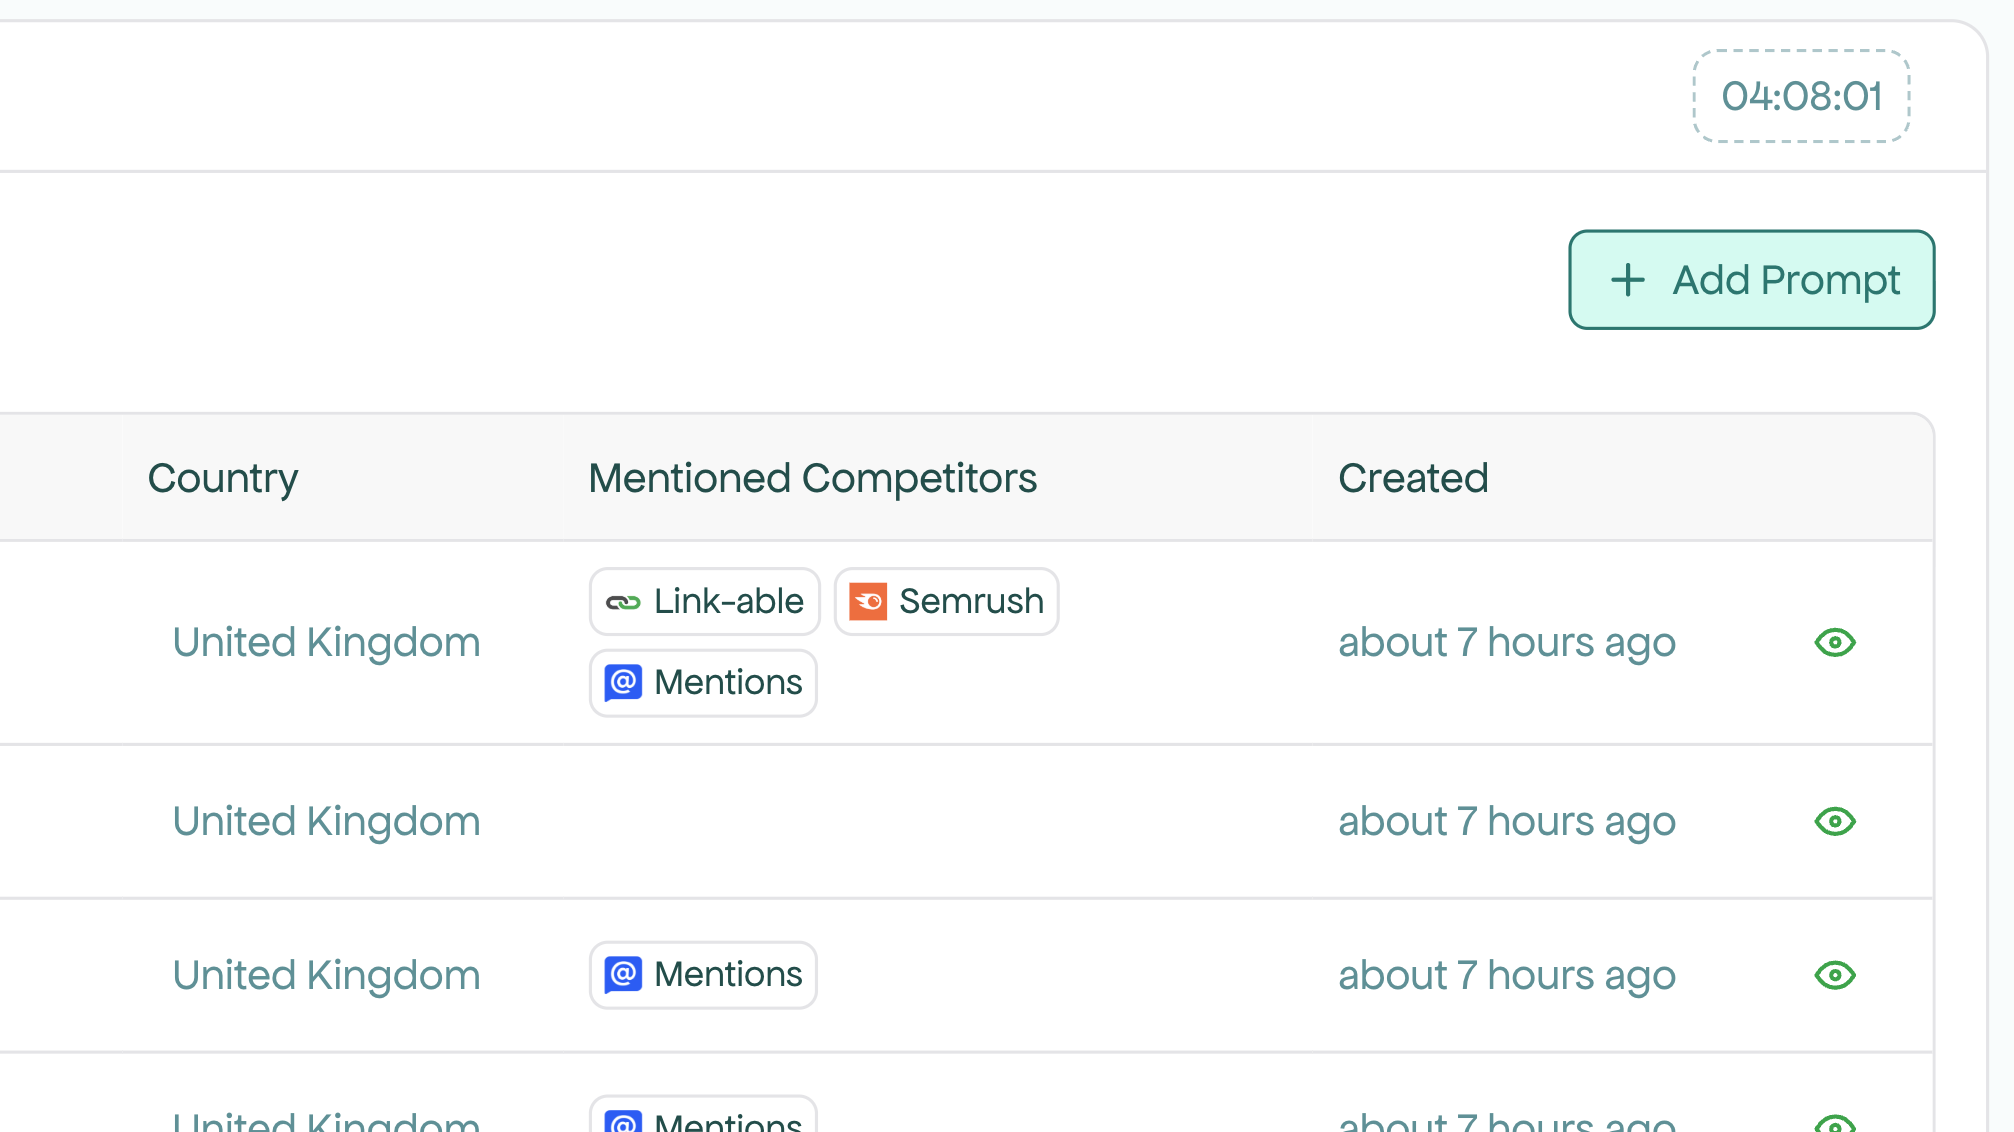 04:08:01
+ Add Prompt
Country Mentioned Competitors Created
Link-able Semrush
United Kingdom about 7 hours ago
@ Mentions
United Kingdom about 7 hours ago
United Kingdom @ Mentions about 7 hours ago
United Kingdom @ Mentions about 7 hours ago